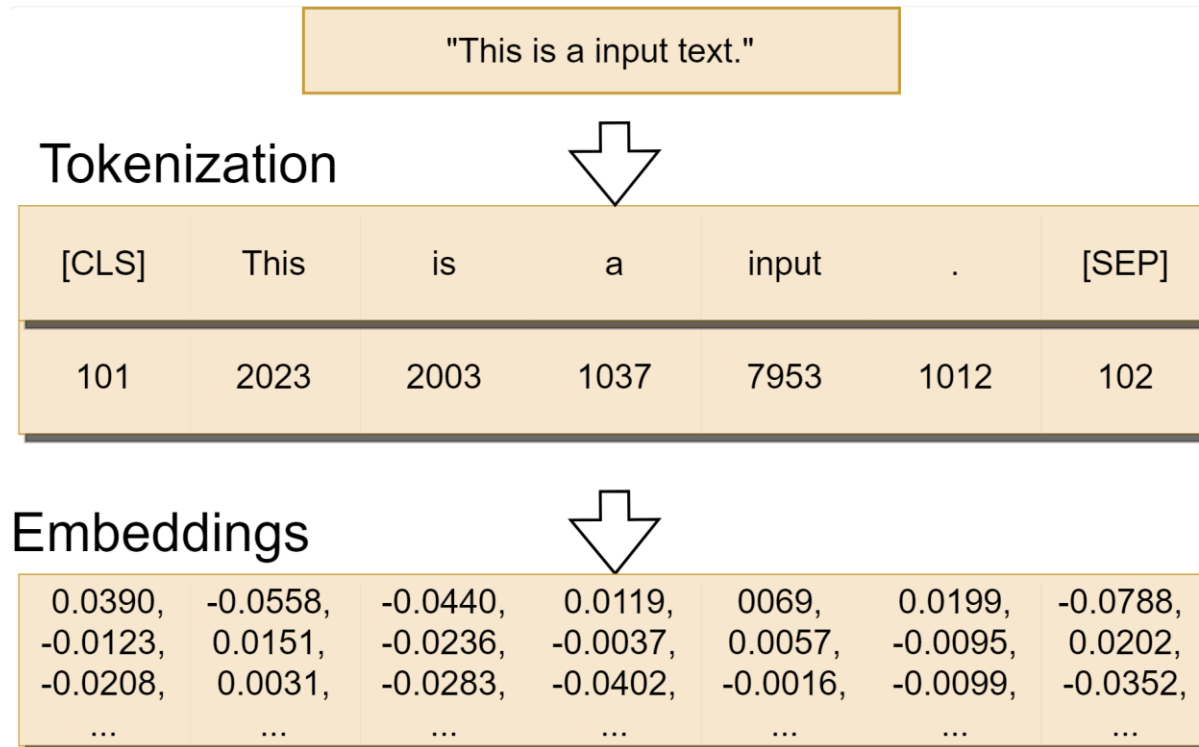 "This is a input text."
Tokenization
[CLS] This is a input . [SEP]
101 2023 2003 1037 7953 1012 102
Embeddings
0.0390, -0.0558, -0.0440, 0.0119, 0069, 0.0199, -0.0788,
-0.0123, 0.0151, -0.0236, -0.0037, 0.0057, -0.0095, 0.0202,
-0.0208, 0.0031, -0.0283, -0.0402, -0.0016, -0.0099, -0.0352,
... ... ... ... ... ... ...